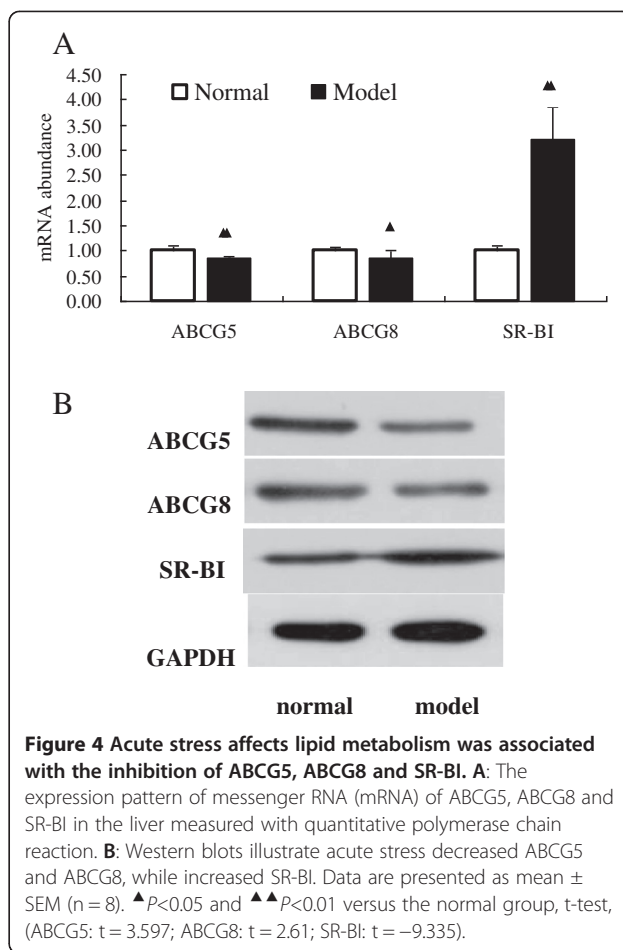 A
mRNA abundance
4.50
4.00
3.50
3.00
2.50
2.00
1.50
1.00
0.50
0.00
Normal Model
▲▲
▲
▲▲
ABCG5 ABCG8 SR-BI
B
ABCG5
ABCG8
SR-BI
GAPDH
normal model
Figure 4 Acute stress affects lipid metabolism was associated
with the inhibition of ABCG5, ABCG8 and SR-BI. A: The
expression pattern of messenger RNA (mRNA) of ABCG5, ABCG8 and
SR-BI in the liver measured with quantitative polymerase chain
reaction. B: Western blots illustrate acute stress decreased ABCG5
and ABCG8, while increased SR-BI. Data are presented as mean ±
SEM (n = 8). ▲P<0.05 and ▲▲P<0.01 versus the normal group, t-test,
(ABCG5: t = 3.597; ABCG8: t = 2.61; SR-BI: t = −9.335).